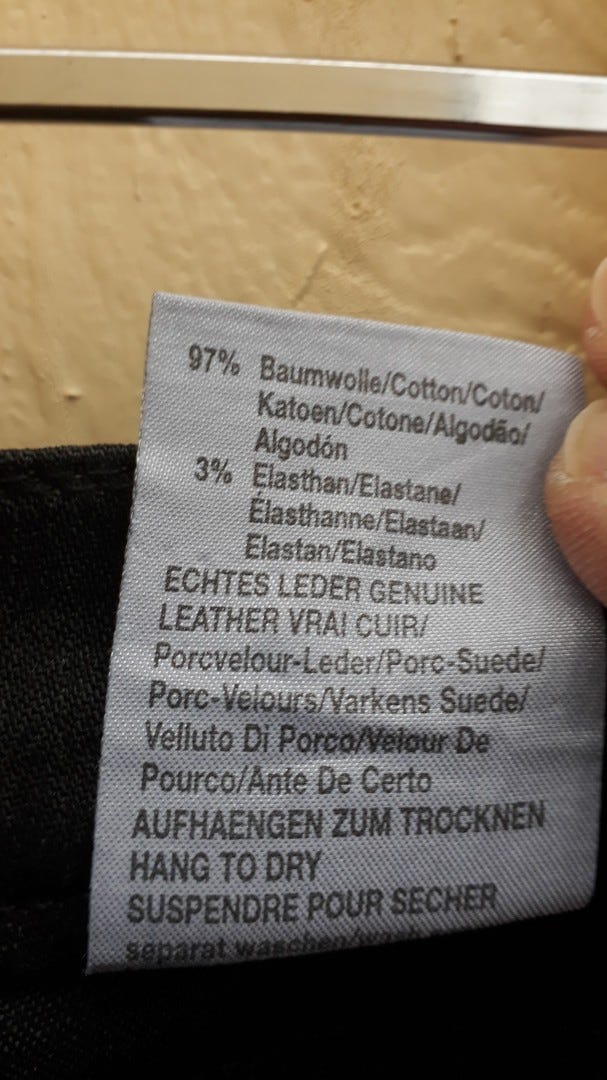 97% Baumwolle/Cotton/Coton/
Katoen/Cotone/Algodão/
Algodón
3% Elasthan/Elastane/
Élasthanne/Elastaan/
Elastan/Elastano
ECHTES LEDER GENUINE
LEATHER VRAI CUIR/
Porcvelour-Leder/Porc-Suede/
Porc-Velours/Varkens Suede/
Velluto Di Porco/Velour De
Pourco/Ante De Certo
AUFHAENGEN ZUM TROCKNEN
HANG TO DRY
SUSPENDRE POUR SECHER
separat waschen/